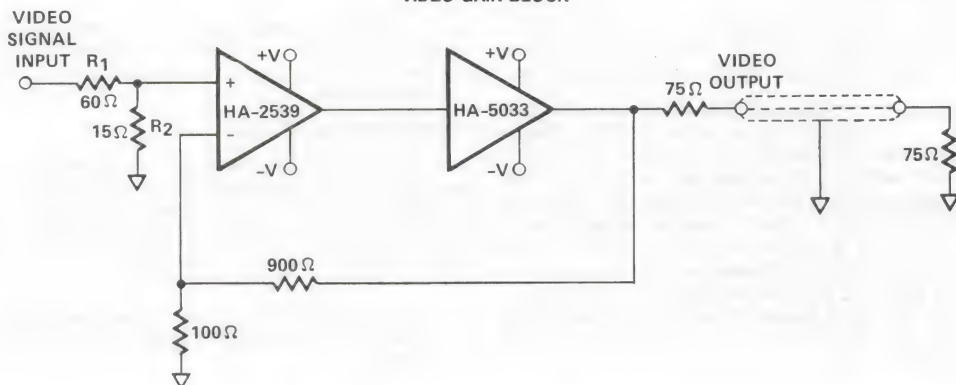 VIDEO
SIGNAL
INPUT
R1
60Ω
15Ω
R2
+
−
HA-2539
+V
−V
HA-5033
+V
−V
75Ω
VIDEO
OUTPUT
75Ω
900Ω
100Ω